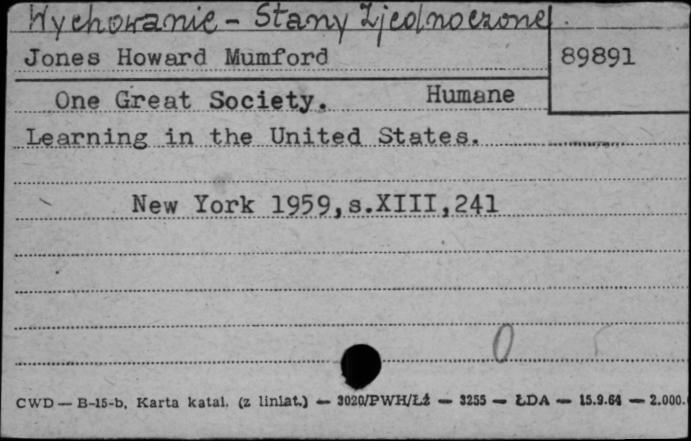 Wychowanie - Stany Zjednoczone.
Jones Howard Mumford 89891
One Great Society. Humane
Learning in the United States.
New York 1959,s.XIII,241
0
CWD — B-15-b, Karta katal. (z liniat.) — 3020/PWH/Łź — 3255 — ŁDA — 15.9.64 — 2.000.